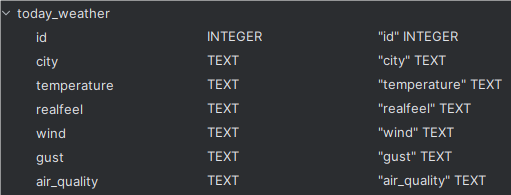 today_weather
id INTEGER "id" INTEGER
city TEXT "city" TEXT
temperature TEXT "temperature" TEXT
realfeel TEXT "realfeel" TEXT
wind TEXT "wind" TEXT
gust TEXT "gust" TEXT
air_quality TEXT "air_quality" TEXT